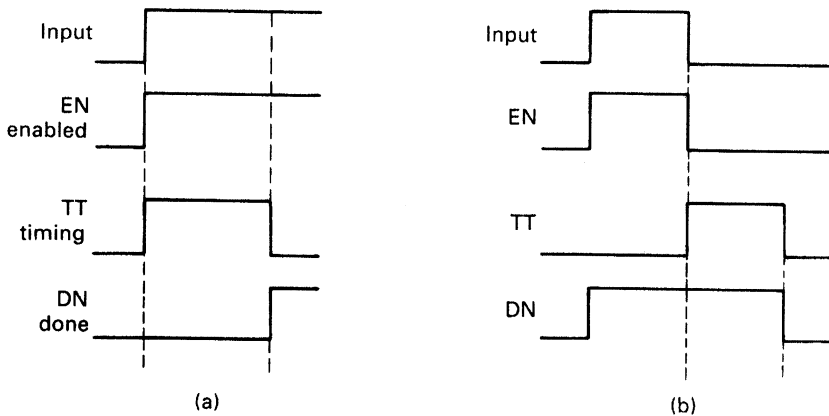 Input
EN
enabled
TT
timing
DN
done
(a)
Input
EN
TT
DN
(b)